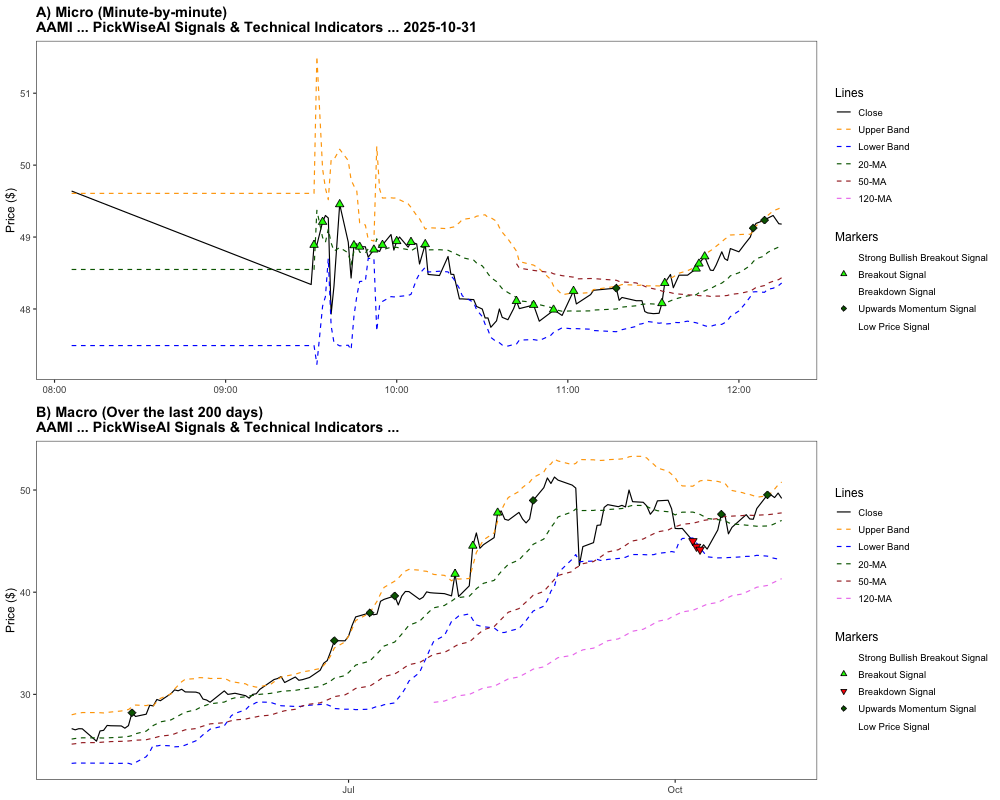 A) Micro (Minute-by-minute)
AAMI ... PickWiseAI Signals & Technical Indicators ... 2025-10-31
Price ($)
51
50
49
48
08:00
09:00
10:00
11:00
12:00
Lines
Close
Upper Band
Lower Band
20-MA
50-MA
120-MA
Markers
Strong Bullish Breakout Signal
Breakout Signal
Breakdown Signal
Upwards Momentum Signal
Low Price Signal
B) Macro (Over the last 200 days)
AAMI ... PickWiseAI Signals & Technical Indicators ...
Price ($)
50
40
30
Jul
Oct
Lines
Close
Upper Band
Lower Band
20-MA
50-MA
120-MA
Markers
Strong Bullish Breakout Signal
Breakout Signal
Breakdown Signal
Upwards Momentum Signal
Low Price Signal